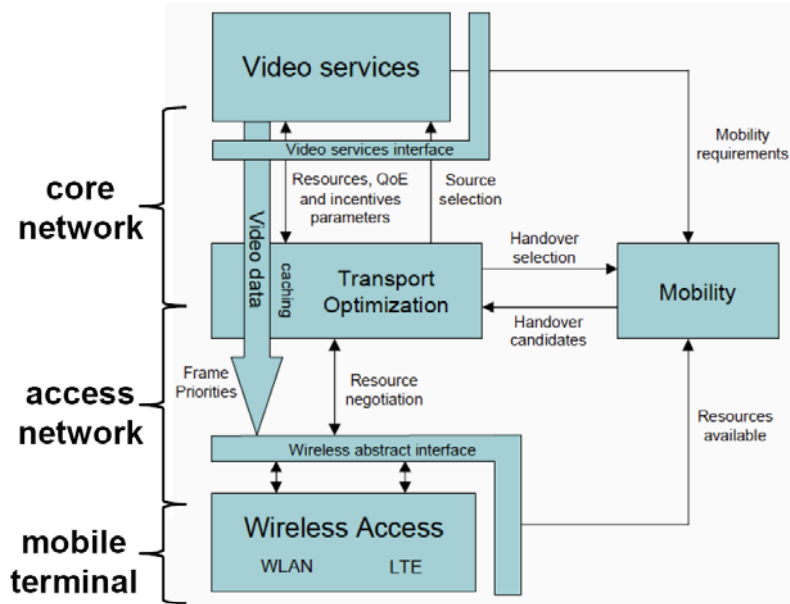 Video services
Video services interface
Mobility
requirements
core
network
Resources, QoE
and incentives
parameters
Source
selection
Video data
caching
Transport
Optimization
Handover
selection
Handover
candidates
Mobility
access
network
Frame
Priorities
Resource
negotiation
Resources
available
Wireless abstract interface
mobile
terminal
Wireless Access
WLAN LTE